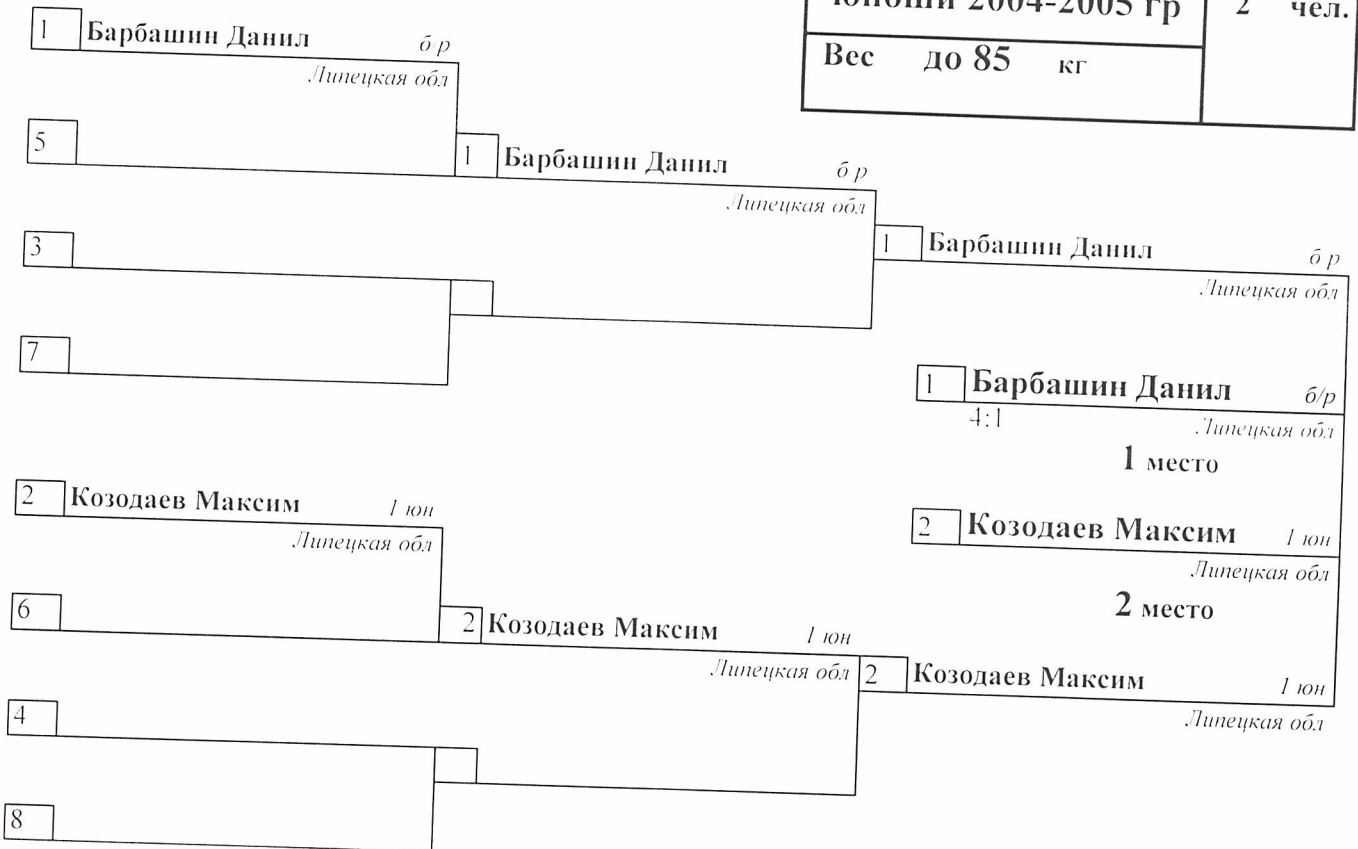 юноши 2004-2005 гр
2 чел.
Вес до 85 кг
1 Барбашин Данил б р
Липецкая обл
5
1 Барбашин Данил б р
Липецкая обл
3
1 Барбашин Данил б р
Липецкая обл
7
1 Барбашин Данил б/р
4:1 Липецкая обл
1 место
2 Козодаев Максим 1 юн
Липецкая обл
2 Козодаев Максим 1 юн
Липецкая обл
2 место
6
2 Козодаев Максим 1 юн
Липецкая обл
2 Козодаев Максим 1 юн
Липецкая обл
4
8